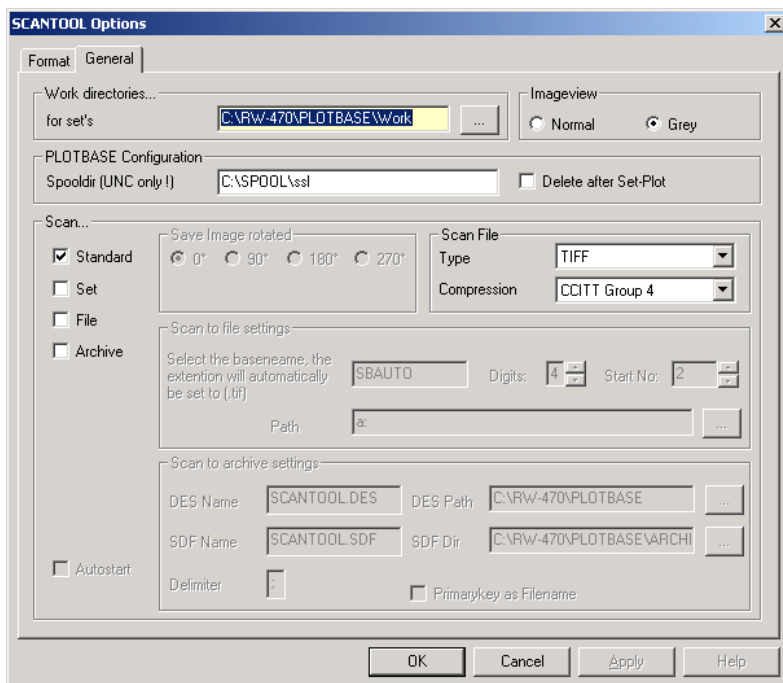 SCANTOOL Options
Format General
Work directories...
for set's C:\RW-470\PLOTBASE\Work ...
Imageview
Normal Grey
PLOTBASE Configuration
Spooldir (UNC only !) C:\SPOOL\ssl Delete after Set-Plot
Scan...
Standard
Set
File
Archive
Save Image rotated
0° 90° 180° 270°
Scan File
Type TIFF
Compression CCITT Group 4
Scan to file settings
Select the basename, the
extention will automatically
be set to (.tif)
SBAUTO Digits: 4 Start No: 2
Path a: ...
Scan to archive settings
DES Name SCANTOOL.DES DES Path C:\RW-470\PLOTBASE ...
SDF Name SCANTOOL.SDF SDF Dir C:\RW-470\PLOTBASE\ARCHI ...
Autostart
Delimiter : Primarykey as Filename
OK Cancel Apply Help